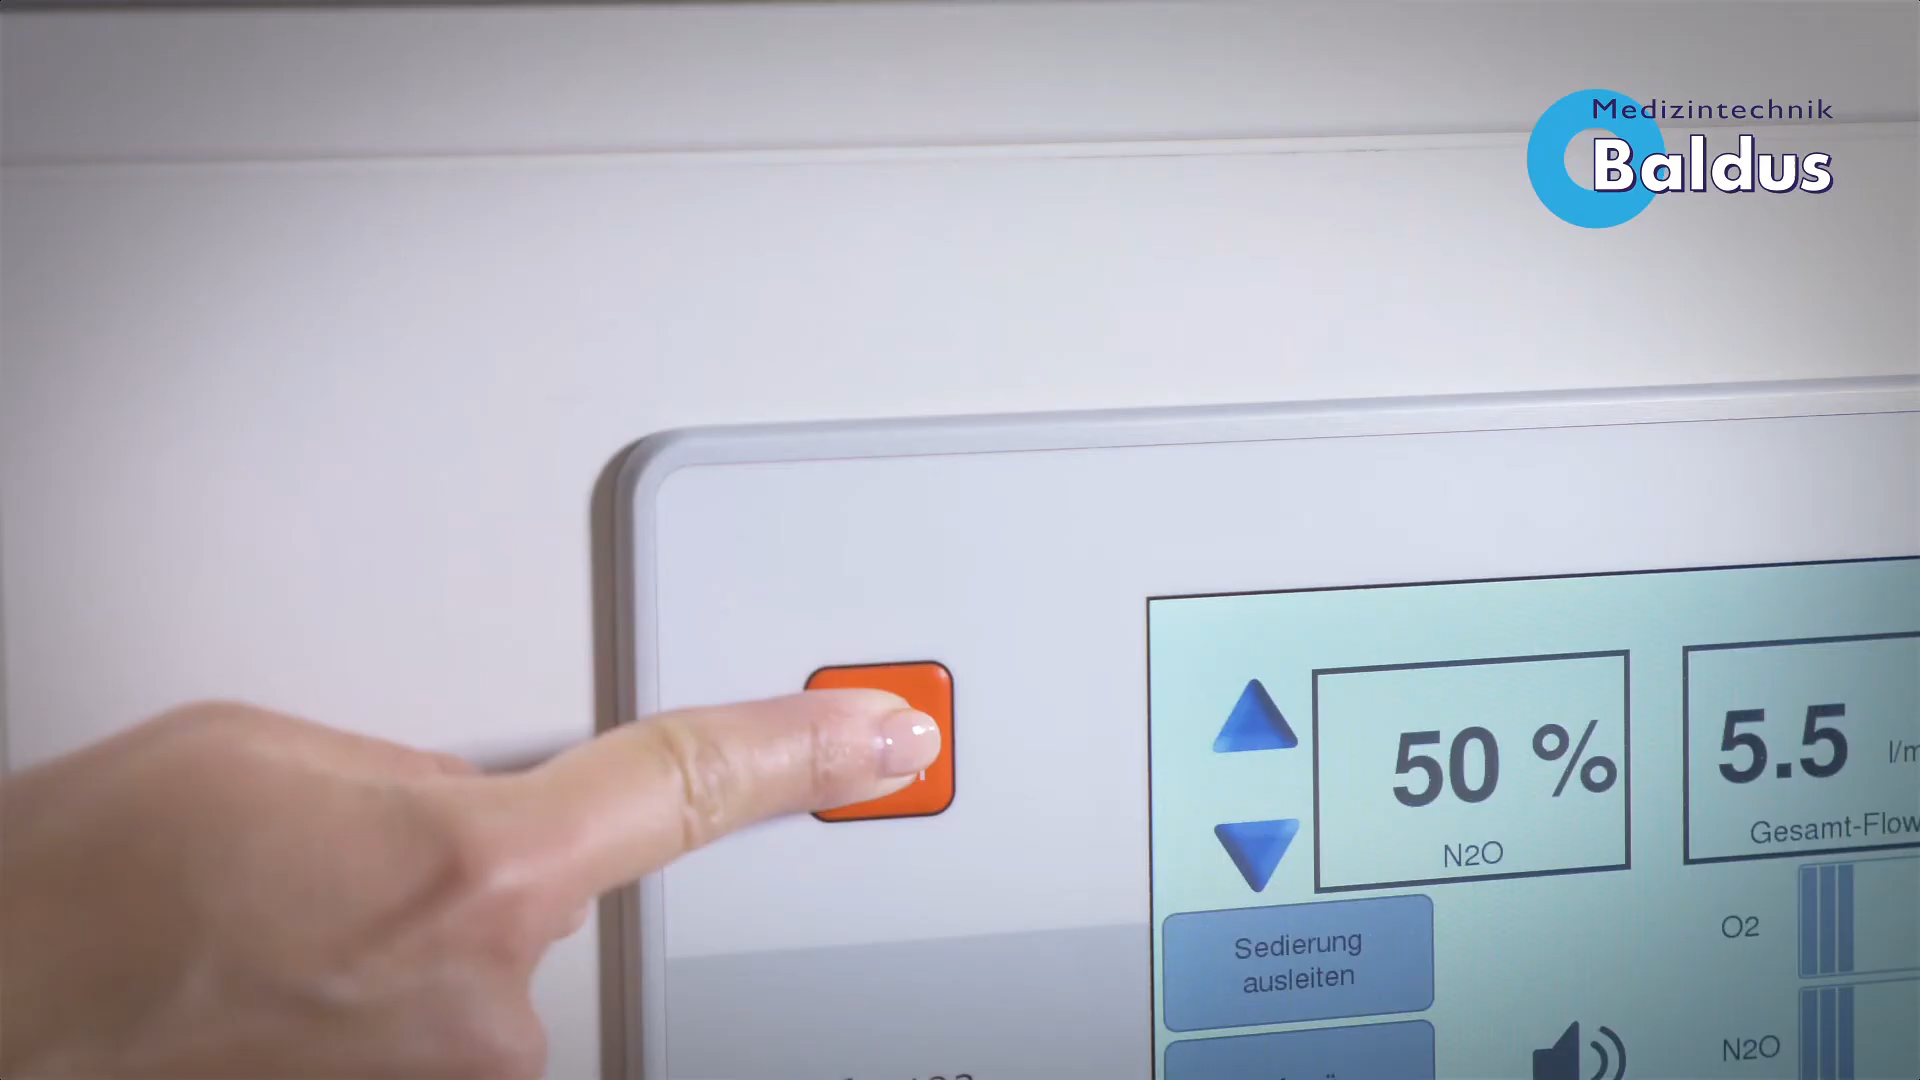 Medizintechnik
Baldus
50 %
N2O
5.5
Gesamt-Flow
Sedierung
ausleiten
O2
N2O